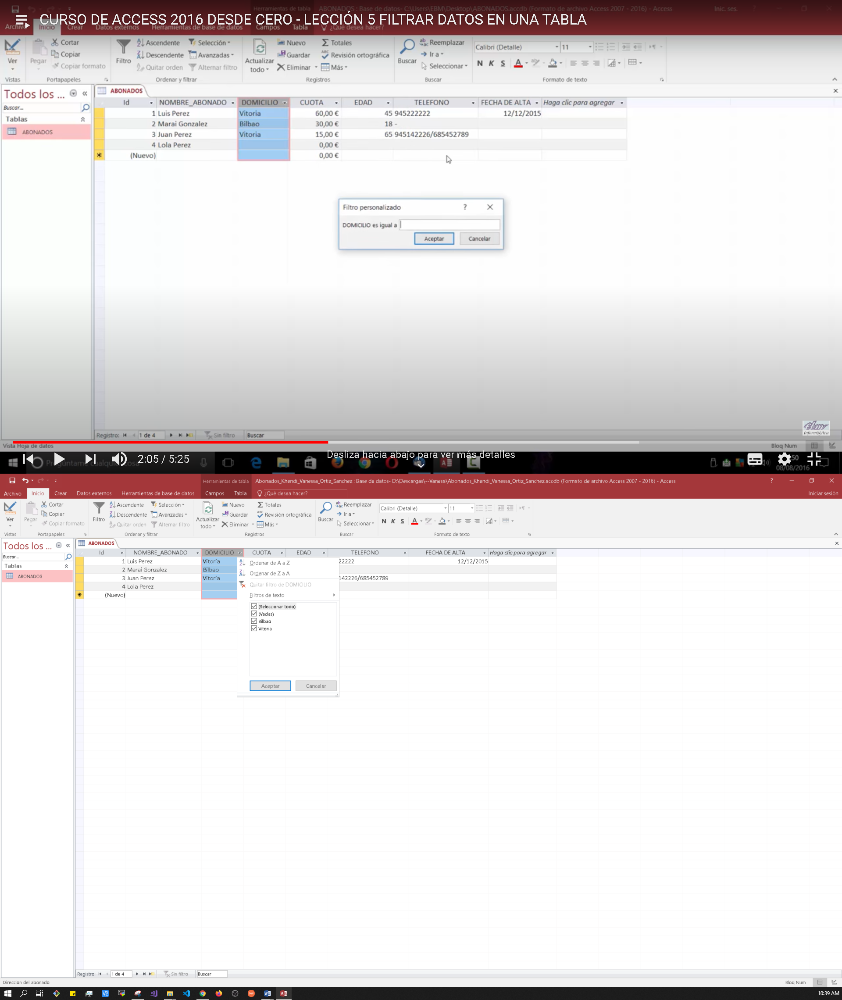 Herramientas de tabla ABONADOS : Base de datos- C:\Users\EBM\Desktop\ABONADOS.accdb (Formato de archivo Access 2007 - 2016) - Access Inic. ses. ?
CURSO DE ACCESS 2016 DESDE CERO - LECCIÓN 5 FILTRAR DATOS EN UNA TABLA
Archivo Inicio Crear Datos externos Herramientas de base de datos Campos Tabla ¿Qué desea hacer?
Cortar Ascendente Selección Nuevo Totales Reemplazar Calibri (Detalle) 11
Copiar Descendente Avanzadas Guardar Revisión ortográfica Ir a
Ver Pegar Filtro Actualizar todo Buscar N K S A
Copiar formato Quitar orden Alternar filtro Eliminar Más Seleccionar
Vistas Portapapeles Ordenar y filtrar Registros Buscar Formato de texto
Todos los ... « ABONADOS
Buscar... Id NOMBRE_ABONADO DOMICILIO CUOTA EDAD TELEFONO FECHA DE ALTA Haga clic para agregar
Tablas 1 Luis Perez Vitoria 60,00 € 45 945222222 12/12/2015
2 Marai Gonzalez Bilbao 30,00 € 18 -
ABONADOS 3 Juan Perez Vitoria 15,00 € 65 945142226/685452789
4 Lola Perez 0,00 €
(Nuevo) 0,00 €
Filtro personalizado ?
DOMICILIO es igual a
Aceptar Cancelar
ebm Inform@tica
Registro: 1 de 4 Sin filtro Buscar
Vista Hoja de datos Bloq Num
2:05 / 5:25 Desliza hacia abajo para ver más detalles
08/08/2016
Herramientas de tabla Abonados_Khendi_Vanessa_Ortiz_Sanchez : Base de datos- D:\Descargas\--Vanesa\Abonados_Khendi_Vanessa_Ortiz_Sanchez.accdb (Formato de archivo Access 2007 - 2016) - Access ?
Archivo Inicio Crear Datos externos Herramientas de base de datos Campos Tabla ¿Qué desea hacer? Iniciar sesión
Cortar Ascendente Selección Nuevo Totales Reemplazar Calibri (Detalle) 11
Copiar Descendente Avanzadas Guardar Revisión ortográfica Ir a
Ver Pegar Filtro Actualizar todo Buscar N K S A
Copiar formato Quitar orden Alternar filtro Eliminar Más Seleccionar
Vistas Portapapeles Ordenar y filtrar Registros Buscar Formato de texto
Todos los ... « ABONADOS
Buscar... Id NOMBRE_ABONADO DOMICILIO CUOTA EDAD TELEFONO FECHA DE ALTA Haga clic para agregar
Tablas 1 Luis Perez Vitoria 22222 12/12/2015
2 Marai Gonzalez Bilbao
ABONADOS 3 Juan Perez Vitoria 142226/685452789
4 Lola Perez
(Nuevo)
Ordenar de A a Z
Ordenar de Z a A
Quitar filtro de DOMICILIO
Filtros de texto
(Seleccionar todo)
(Vacías)
Bilbao
Vitoria
Aceptar Cancelar
Registro: 1 de 4 Sin filtro Buscar
Direccion del abonado Bloq Num
10:39 AM